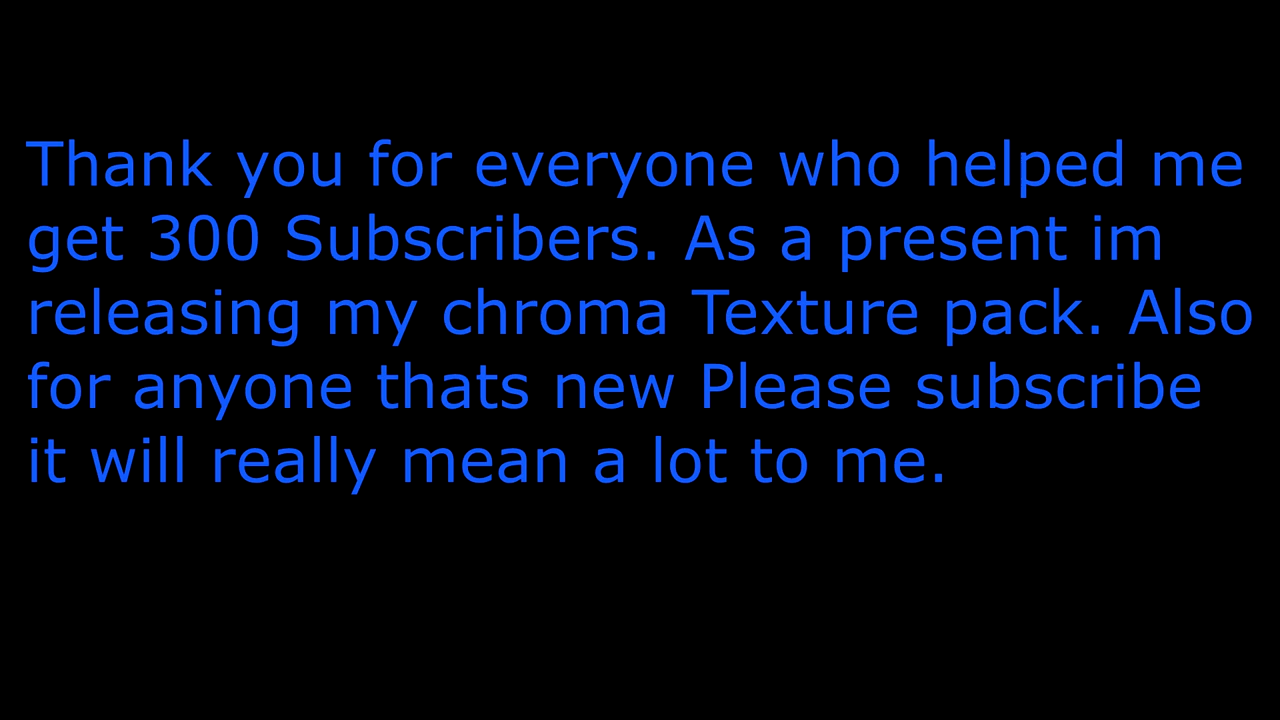 Thank you for everyone who helped me
get 300 Subscribers. As a present im
releasing my chroma Texture pack. Also
for anyone thats new Please subscribe
it will really mean a lot to me.